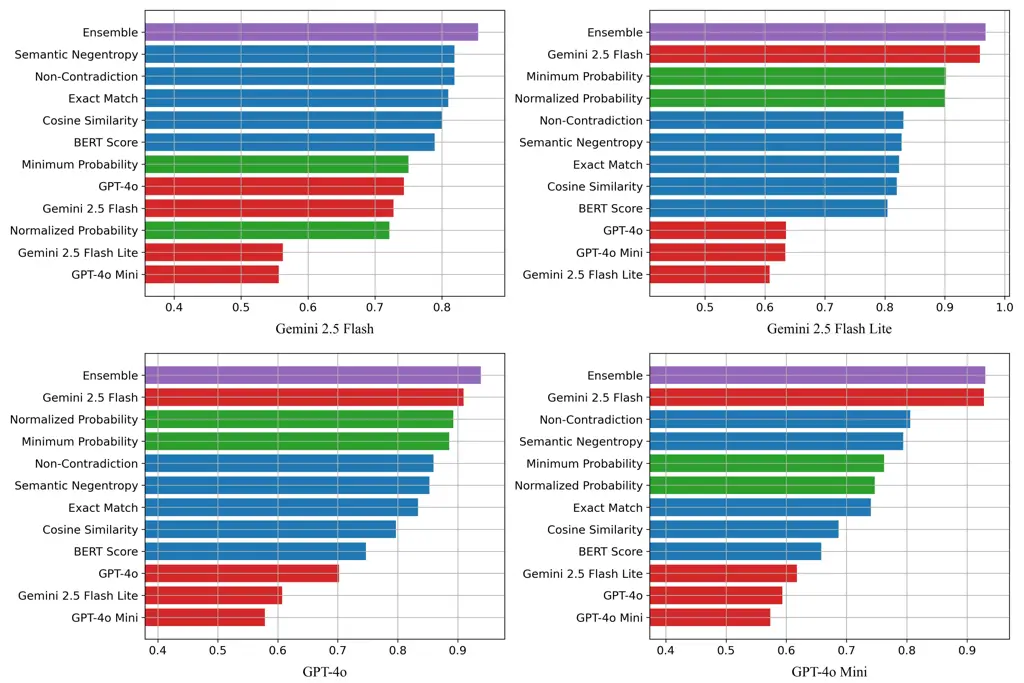 Ensemble
Semantic Negentropy
Non-Contradiction
Exact Match
Cosine Similarity
BERT Score
Minimum Probability
GPT-4o
Gemini 2.5 Flash
Normalized Probability
Gemini 2.5 Flash Lite
GPT-4o Mini
0.4 0.5 0.6 0.7 0.8
Gemini 2.5 Flash
Ensemble
Gemini 2.5 Flash
Minimum Probability
Normalized Probability
Non-Contradiction
Semantic Negentropy
Exact Match
Cosine Similarity
BERT Score
GPT-4o
GPT-4o Mini
Gemini 2.5 Flash Lite
0.5 0.6 0.7 0.8 0.9 1.0
Gemini 2.5 Flash Lite
Ensemble
Gemini 2.5 Flash
Normalized Probability
Minimum Probability
Non-Contradiction
Semantic Negentropy
Exact Match
Cosine Similarity
BERT Score
GPT-4o
Gemini 2.5 Flash Lite
GPT-4o Mini
0.4 0.5 0.6 0.7 0.8 0.9
GPT-4o
Ensemble
Gemini 2.5 Flash
Non-Contradiction
Semantic Negentropy
Minimum Probability
Normalized Probability
Exact Match
Cosine Similarity
BERT Score
Gemini 2.5 Flash Lite
GPT-4o
GPT-4o Mini
0.4 0.5 0.6 0.7 0.8 0.9
GPT-4o Mini